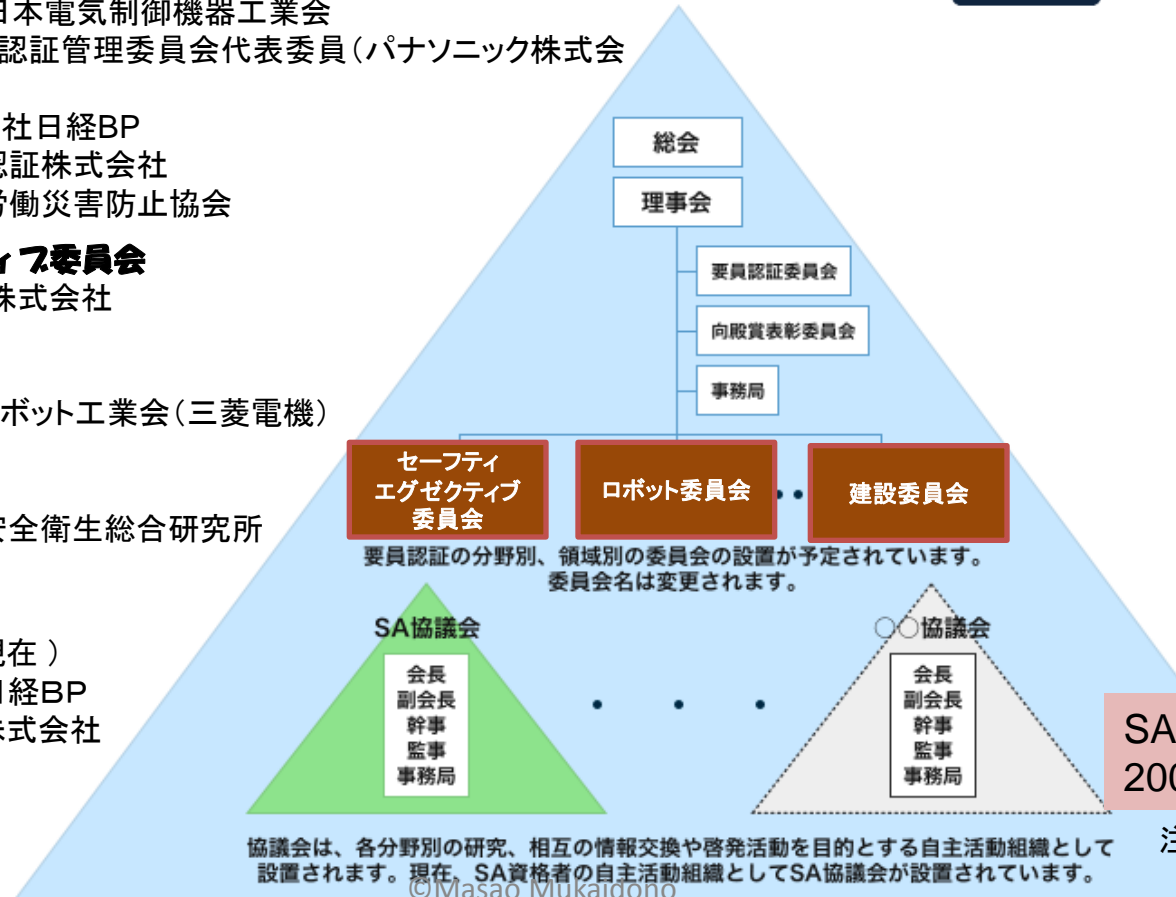 日本電気制御機器工業会
認証管理委員会代表委員（パナソニック株式会
社日経BP
認証株式会社
労働災害防止協会
ィブ委員会
株式会社
ボット工業会（三菱電機）
安全衛生総合研究所
現在 ）
日経BP
株式会社
総会
理事会
要員認証委員会
向殿賞表彰委員会
事務局
セーフティ
エグゼクティブ
委員会
ロボット委員会
・・
建設委員会
要員認証の分野別、領域別の委員会の設置が予定されています。
委員会名は変更されます。
SA協議会
会長
副会長
幹事
監事
事務局
・ ・ ・
○○協議会
会長
副会長
幹事
監事
事務局
SA
200
注
協議会は、各分野別の研究、相互の情報交換や啓発活動を目的とする自主活動組織として
設置されます。現在、SA資格者の自主活動組織としてSA協議会が設置されています。
©Masao Mukaidono